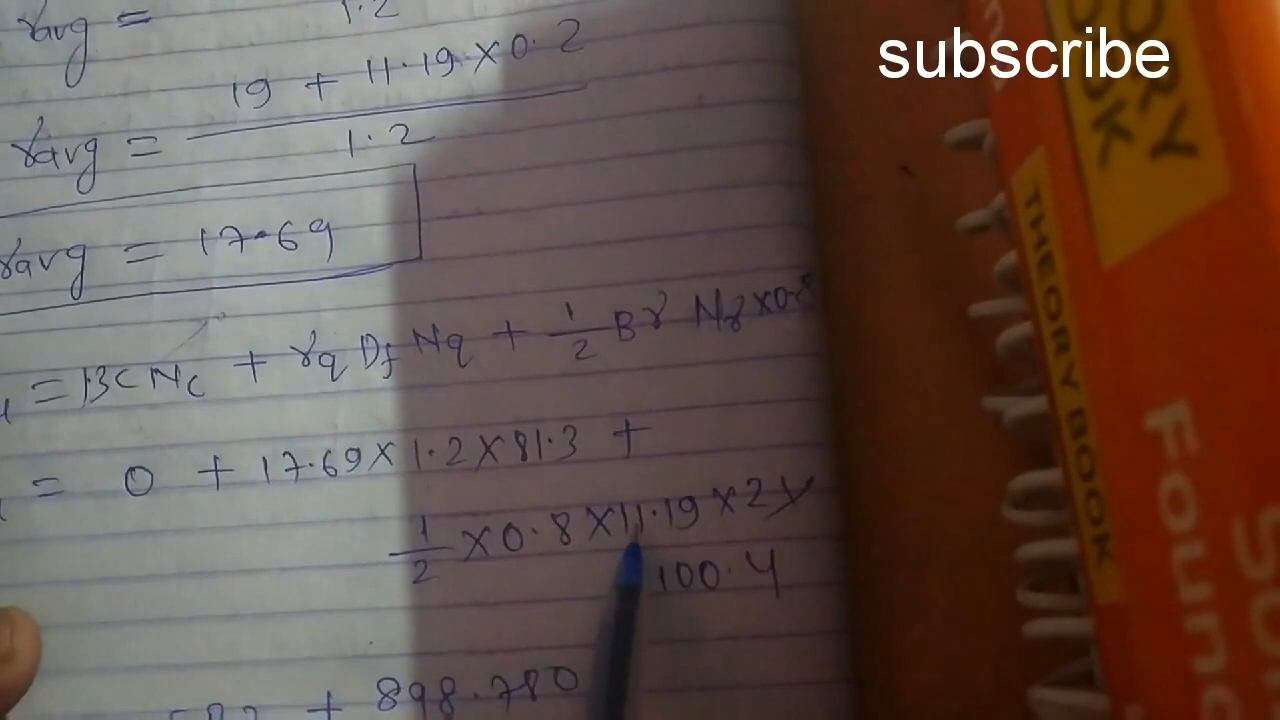 γavg = 1.2
subscribe
γavg = 19 + 11.19 × 0.2 / 1.2
γavg = 17.69
= 1.3 C Nc + γq Df Nq + 1/2 B γ Nγ × 0.8
= 0 + 17.69 × 1.2 × 81.3 +
1/2 × 0.8 × 11.19 × 2 ×
100.4
+ 898.780
THEORY BOOK